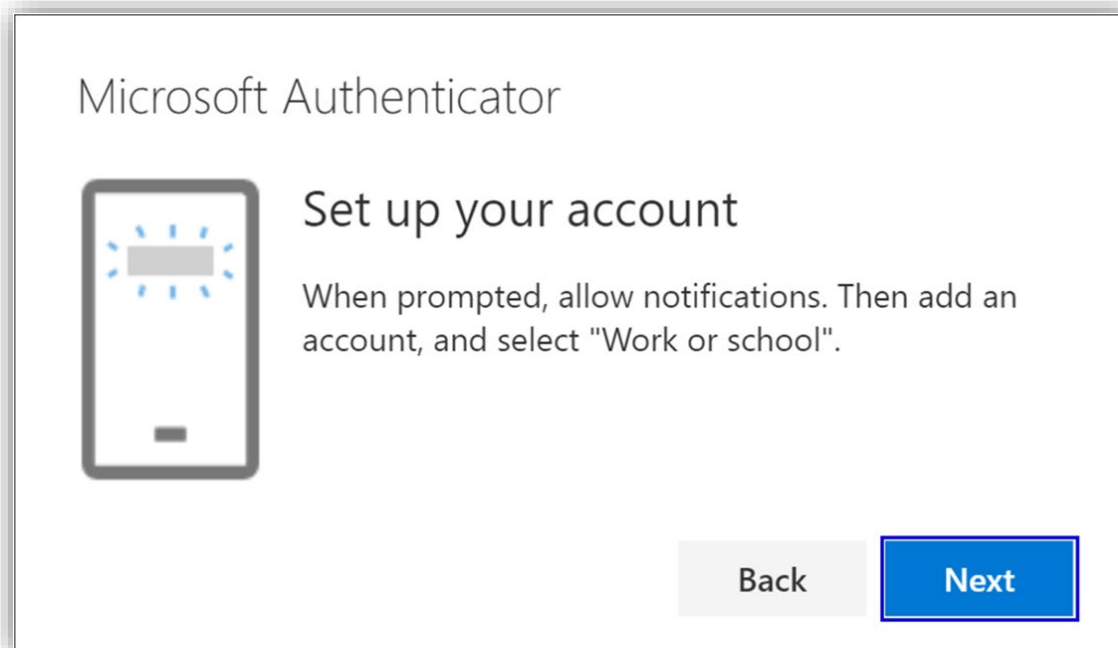 Microsoft Authenticator
Set up your account
When prompted, allow notifications. Then add an
account, and select "Work or school".
Back
Next